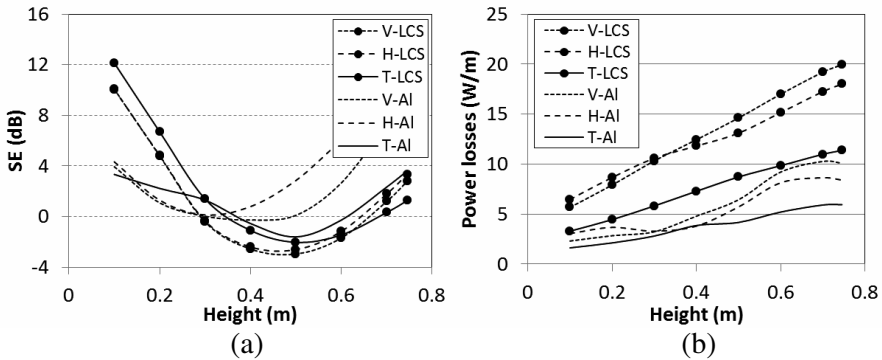 16
12
8
4
0
-4
SE (dB)
0
0.2
0.4
0.6
0.8
Height (m)
V-LCS
H-LCS
T-LCS
V-Al
H-Al
T-Al
(a)
25
20
15
10
5
0
Power losses (W/m)
0
0.2
0.4
0.6
0.8
Height (m)
V-LCS
H-LCS
T-LCS
V-Al
H-Al
T-Al
(b)